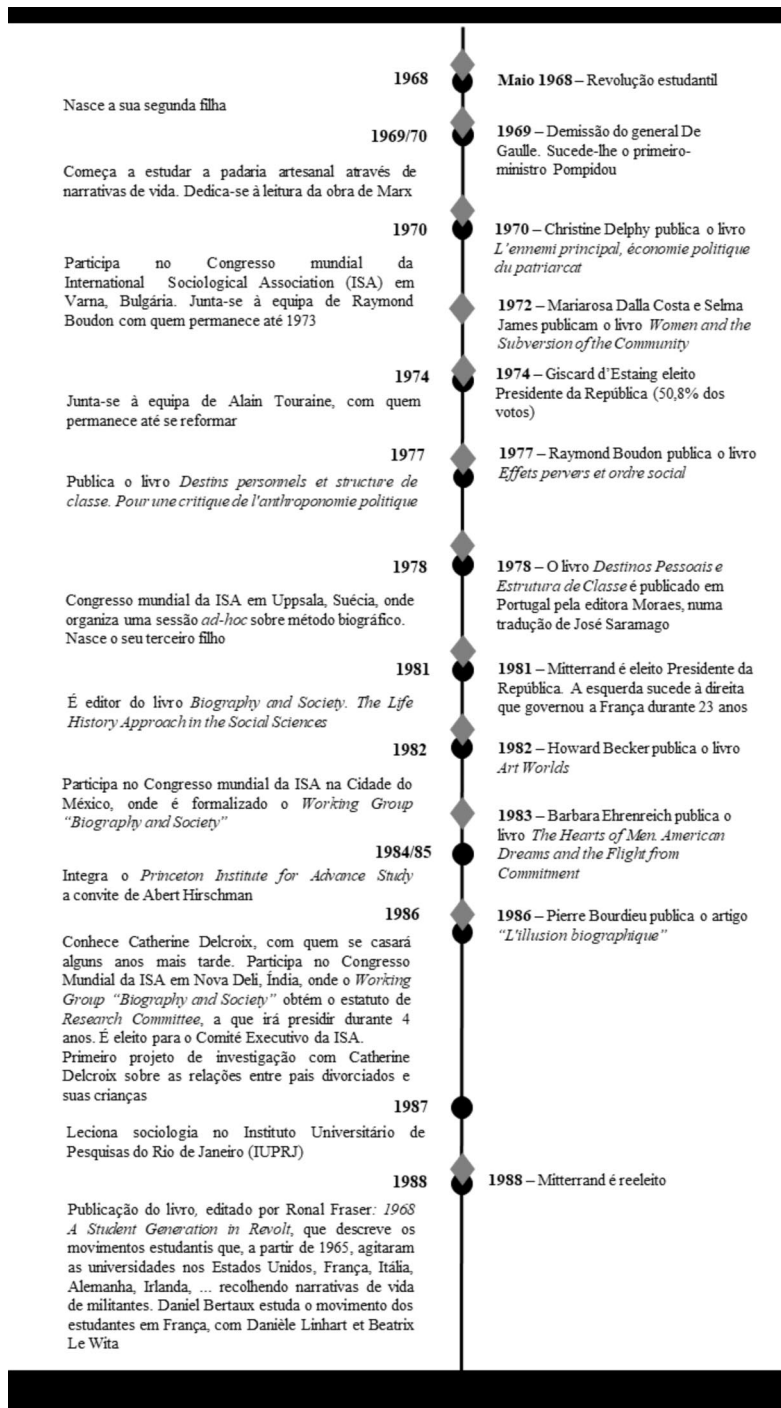 1968
Maio 1968 – Revolução estudantil
Nasce a sua segunda filha
1969/70
1969 – Demissão do general De
Gaulle. Sucede-lhe o primeiro-
ministro Pompidou
Começa a estudar a padaria artesanal através de
narrativas de vida. Dedica-se à leitura da obra de Marx
1970
1970 – Christine Delphy publica o livro
L'ennemi principal, économie politique
du patriarcat
Participa no Congresso mundial da
International Sociological Association (ISA) em
Varna, Bulgária. Junta-se à equipa de Raymond
Boudon com quem permanece até 1973
1972 – Mariarosa Dalla Costa e Selma
James publicam o livro Women and the
Subversion of the Community
1974
1974 – Giscard d'Estaing eleito
Presidente da República (50,8% dos
votos)
Junta-se à equipa de Alain Touraine, com quem
permanece até se reformar
1977
1977 – Raymond Boudon publica o livro
Effets pervers et ordre social
Publica o livro Destins personnels et structure de
classe. Pour une critique de l'anthroponomie politique
1978
1978 – O livro Destinos Pessoais e
Estrutura de Classe é publicado em
Portugal pela editora Moraes, numa
tradução de José Saramago
Congresso mundial da ISA em Uppsala, Suécia, onde
organiza uma sessão ad-hoc sobre método biográfico.
Nasce o seu terceiro filho
1981
1981 – Mitterrand é eleito Presidente da
República. A esquerda sucede à direita
que governou a França durante 23 anos
É editor do livro Biography and Society. The Life
History Approach in the Social Sciences
1982
1982 – Howard Becker publica o livro
Art Worlds
Participa no Congresso mundial da ISA na Cidade do
México, onde é formalizado o Working Group
“Biography and Society”
1983 – Barbara Ehrenreich publica o
livro The Hearts of Men. American
Dreams and the Flight from
Commitment
1984/85
Integra o Princeton Institute for Advance Study
a convite de Abert Hirschman
1986
1986 – Pierre Bourdieu publica o artigo
“L'illusion biographique”
Conhece Catherine Delcroix, com quem se casará
alguns anos mais tarde. Participa no Congresso
Mundial da ISA em Nova Deli, Índia, onde o Working
Group “Biography and Society” obtém o estatuto de
Research Committee, a que irá presidir durante 4
anos. É eleito para o Comité Executivo da ISA.
Primeiro projeto de investigação com Catherine
Delcroix sobre as relações entre pais divorciados e
suas crianças
1987
Leciona sociologia no Instituto Universitário de
Pesquisas do Rio de Janeiro (IUPRJ)
1988
1988 – Mitterrand é reeleito
Publicação do livro, editado por Ronal Fraser: 1968
A Student Generation in Revolt, que descreve os
movimentos estudantis que, a partir de 1965, agitaram
as universidades nos Estados Unidos, França, Itália,
Alemanha, Irlanda, ... recolhendo narrativas de vida
de militantes. Daniel Bertaux estuda o movimento dos
estudantes em França, com Danièle Linhart et Beatrix
Le Wita